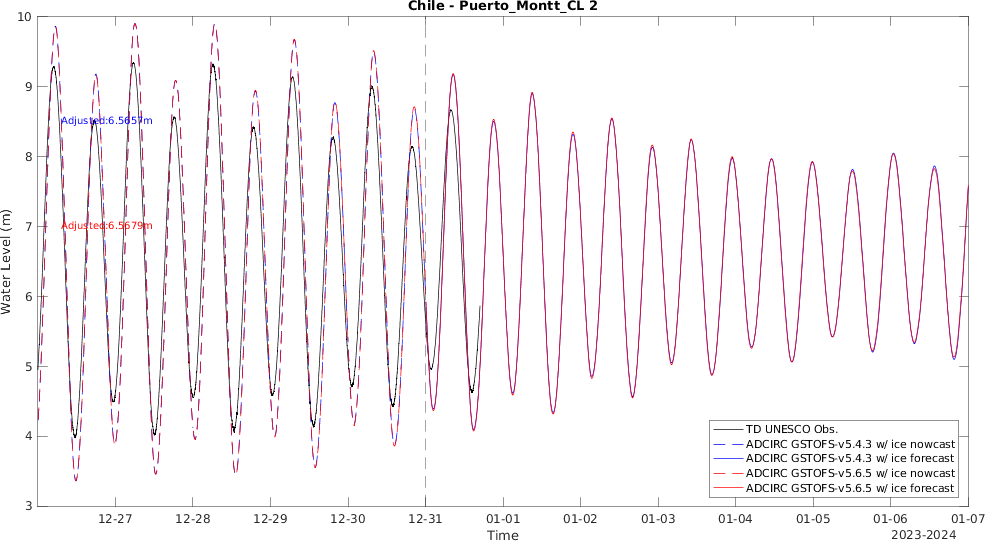 Chile - Puerto_Montt_CL 2
10
9
8
7
6
5
4
3
Water Level (m)
Adjusted:6.5657m
Adjusted:6.5679m
TD UNESCO Obs.
ADCIRC GSTOFS-v5.4.3 w/ ice nowcast
ADCIRC GSTOFS-v5.4.3 w/ ice forecast
ADCIRC GSTOFS-v5.6.5 w/ ice nowcast
ADCIRC GSTOFS-v5.6.5 w/ ice forecast
12-27 12-28 12-29 12-30 12-31 01-01 01-02 01-03 01-04 01-05 01-06 01-07
Time
2023-2024